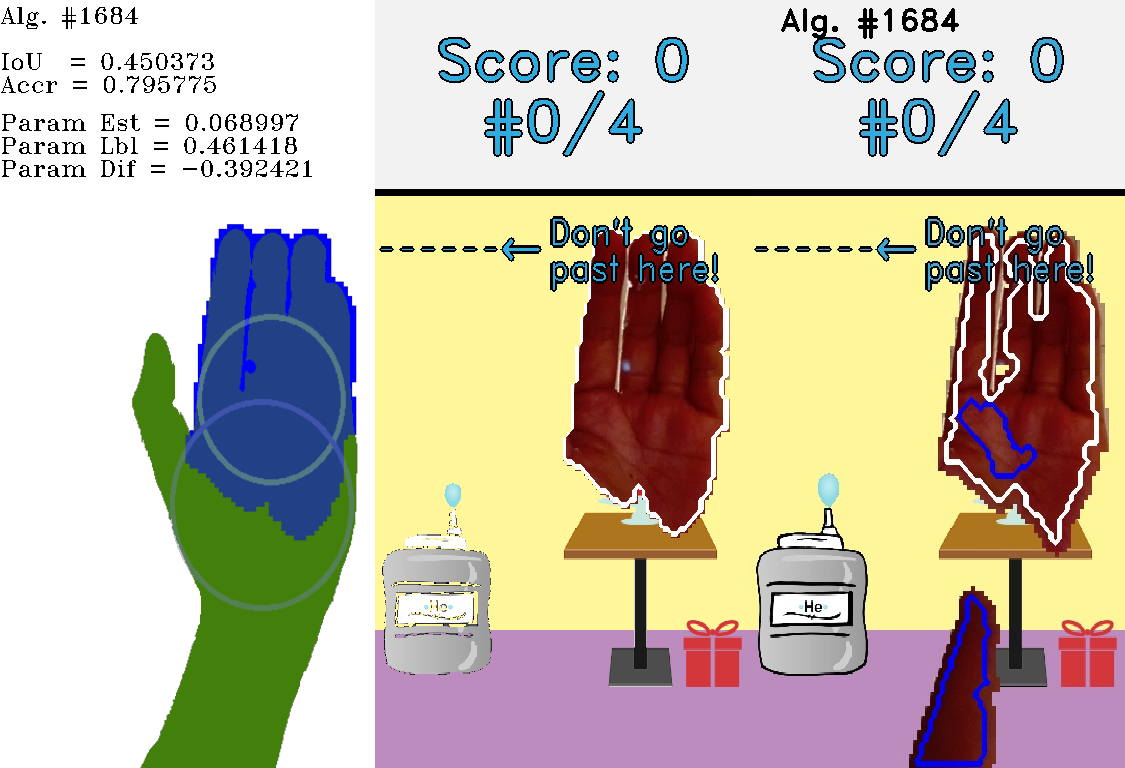 Alg. #1684
IoU = 0.450373
Accr = 0.795775
Param Est = 0.068997
Param Lbl = 0.461418
Param Dif = −0.392421
Score: 0
#0/4
Don't go
past here!
He
Alg. #1684
Score: 0
#0/4
Don't go
past here!
He